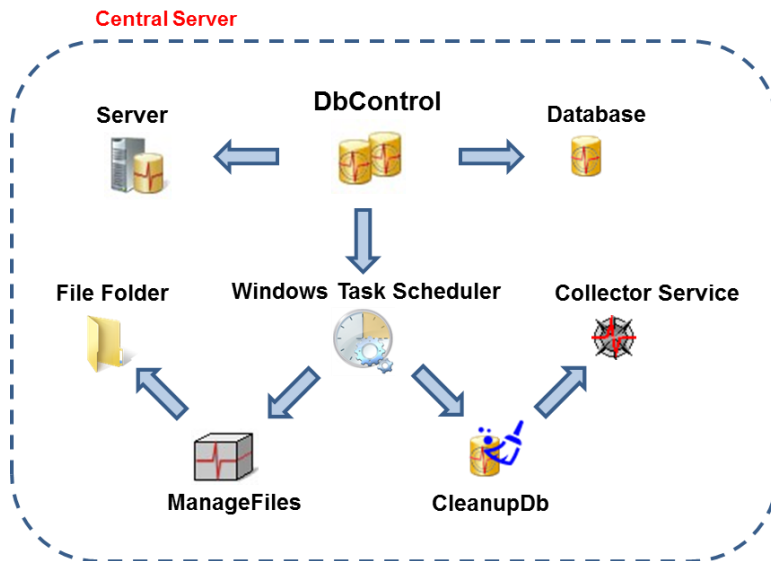 Central Server
DbControl
Server
Database
File Folder
Windows Task Scheduler
Collector Service
ManageFiles
CleanupDb